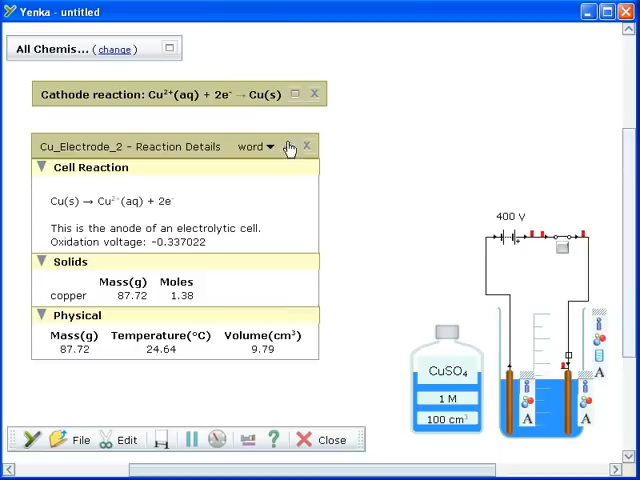 Yenka - untitled
All Chemis... (change)
Cathode reaction: Cu²⁺(aq) + 2e⁻ → Cu(s)
Cu_Electrode_2 - Reaction Details word
Cell Reaction
Cu(s) → Cu²⁻(aq) + 2e⁻
This is the anode of an electrolytic cell.
Oxidation voltage: -0.337022
Solids
Mass(g) Moles
copper 87.72 1.38
Physical
Mass(g) Temperature(°C) Volume(cm³)
87.72 24.64 9.79
400 V
CuSO₄
1 M
100 cm³
A
A
A
File Edit Close